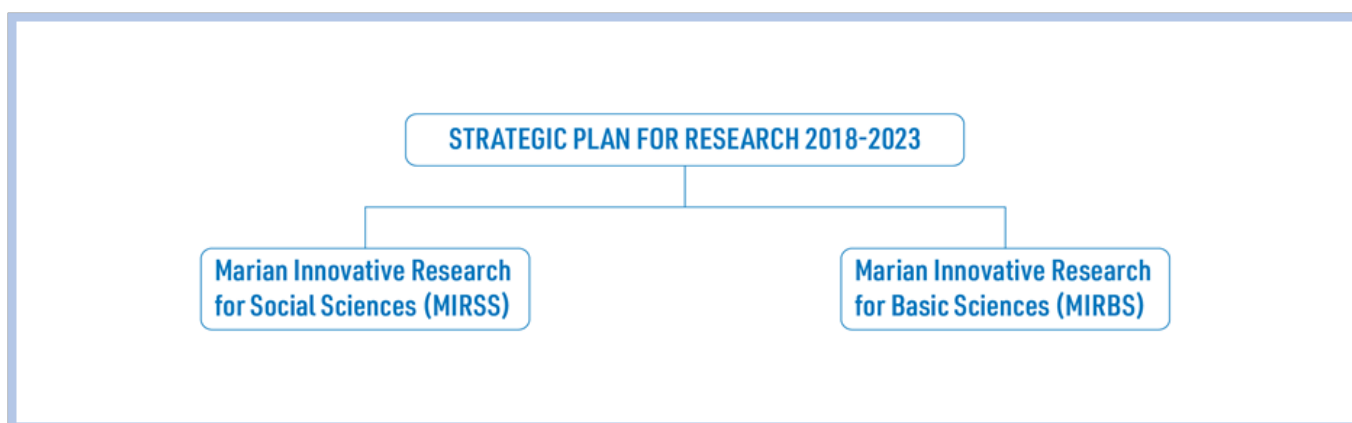 STRATEGIC PLAN FOR RESEARCH 2018-2023
Marian Innovative Research
for Social Sciences (MIRSS)
Marian Innovative Research
for Basic Sciences (MIRBS)